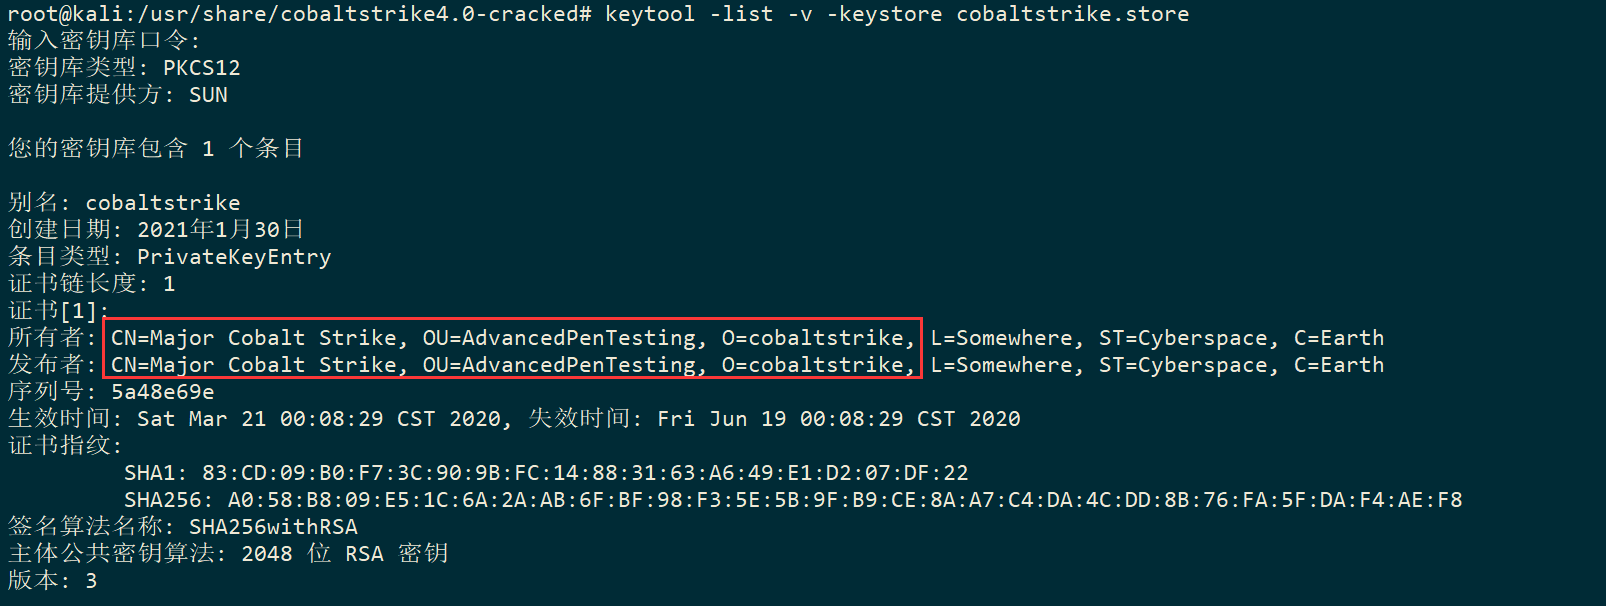 root@kali:/usr/share/cobaltstrike4.0-cracked# keytool -list -v -keystore cobaltstrike.store
输入密钥库口令:
密钥库类型: PKCS12
密钥库提供方: SUN
您的密钥库包含 1 个条目
别名: cobaltstrike
创建日期: 2021年1月30日
条目类型: PrivateKeyEntry
证书链长度: 1
证书[1]:
所有者: CN=Major Cobalt Strike, OU=AdvancedPenTesting, O=cobaltstrike, L=Somewhere, ST=Cyberspace, C=Earth
发布者: CN=Major Cobalt Strike, OU=AdvancedPenTesting, O=cobaltstrike, L=Somewhere, ST=Cyberspace, C=Earth
序列号: 5a48e69e
生效时间: Sat Mar 21 00:08:29 CST 2020, 失效时间: Fri Jun 19 00:08:29 CST 2020
证书指纹:
SHA1: 83:CD:09:B0:F7:3C:90:9B:FC:14:88:31:63:A6:49:E1:D2:07:DF:22
SHA256: A0:58:B8:09:E5:1C:6A:2A:AB:6F:BF:98:F3:5E:5B:9F:B9:CE:8A:A7:C4:DA:4C:DD:8B:76:FA:5F:DA:F4:AE:F8
签名算法名称: SHA256withRSA
主体公共密钥算法: 2048 位 RSA 密钥
版本: 3